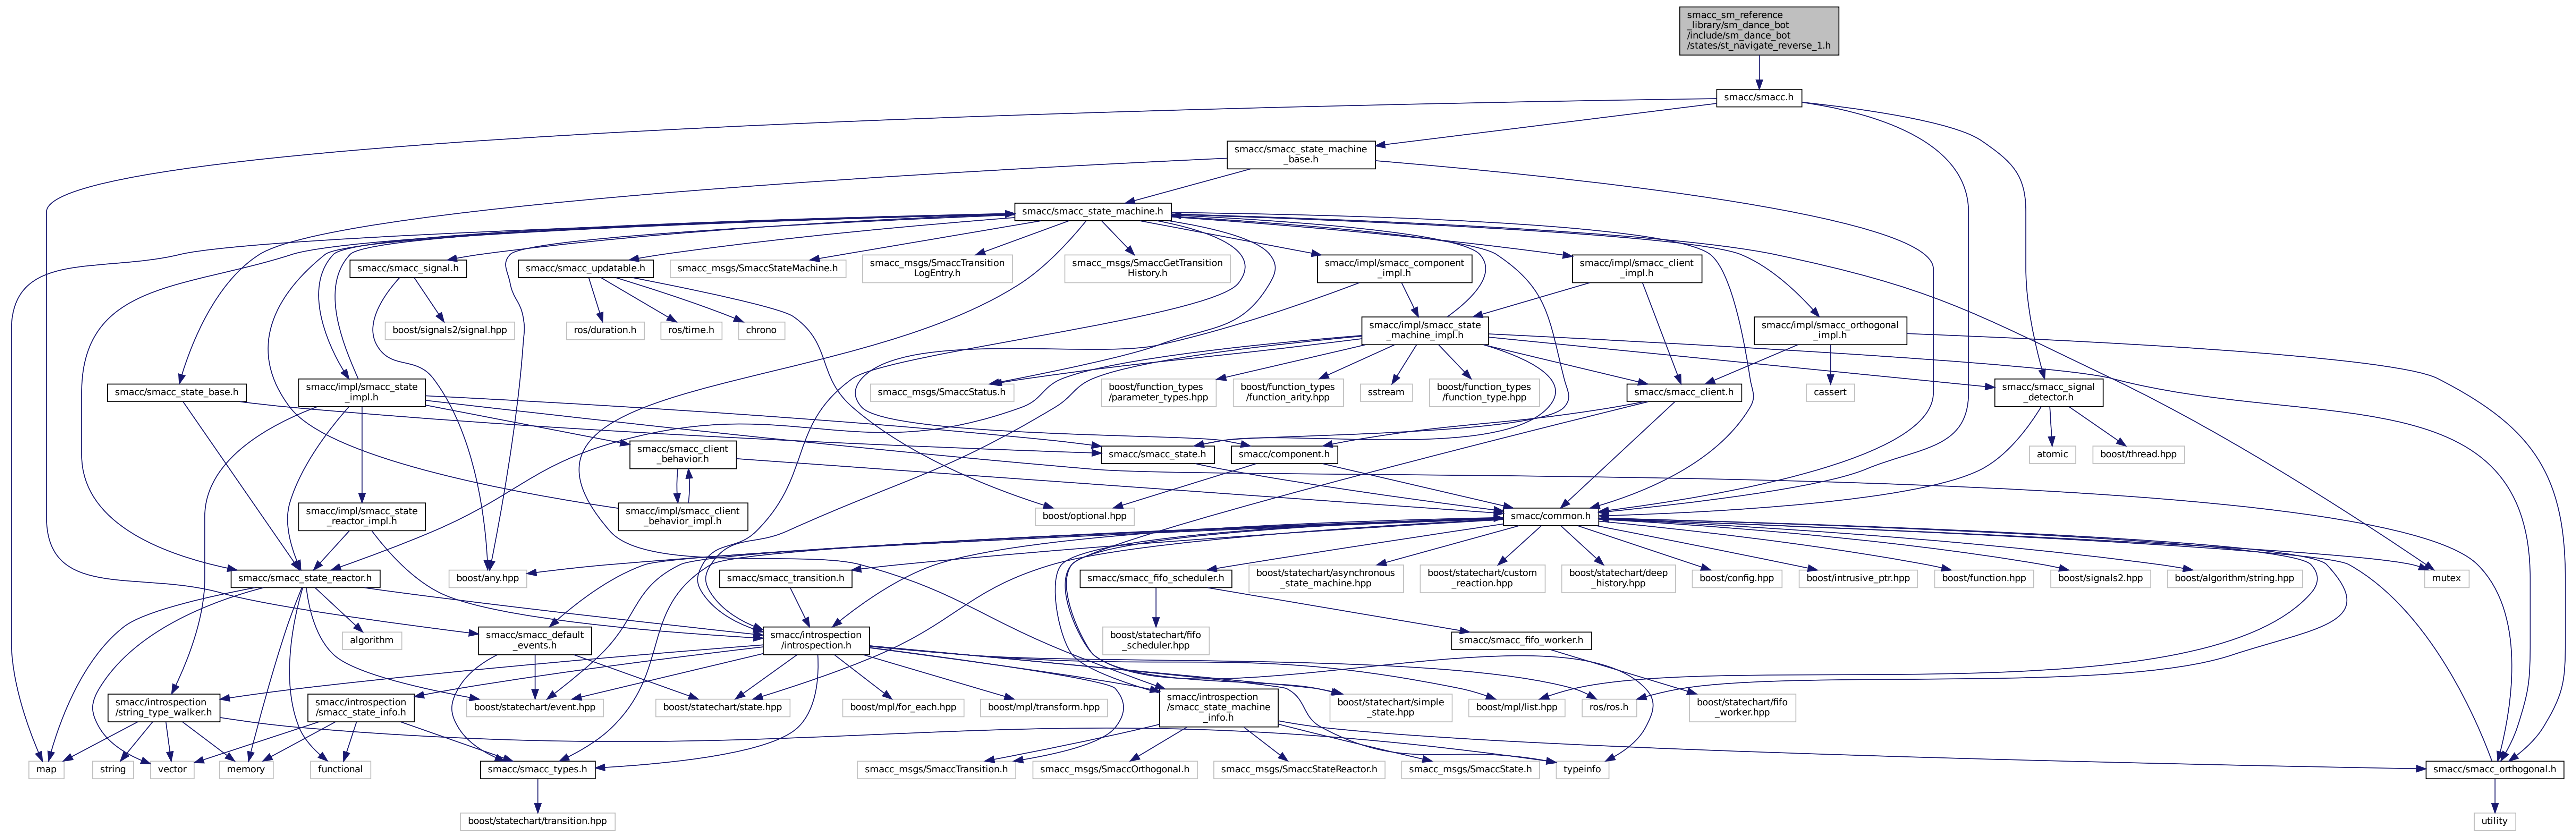 smacc_sm_reference
_library/sm_dance_bot
/include/sm_dance_bot
/states/st_navigate_reverse_1.h
smacc/smacc.h
smacc/smacc_state_machine
_base.h
smacc/smacc_state_machine.h
smacc/smacc_signal.h
smacc/smacc_updatable.h
smacc_msgs/SmaccStateMachine.h
smacc_msgs/SmaccTransition
LogEntry.h
smacc_msgs/SmaccGetTransition
History.h
smacc/impl/smacc_component
_impl.h
smacc/impl/smacc_client
_impl.h
boost/signals2/signal.hpp
ros/duration.h
ros/time.h
chrono
smacc/impl/smacc_state
_machine_impl.h
smacc/impl/smacc_orthogonal
_impl.h
smacc/smacc_state_base.h
smacc/impl/smacc_state
_impl.h
smacc_msgs/SmaccStatus.h
boost/function_types
/parameter_types.hpp
boost/function_types
/function_arity.hpp
sstream
boost/function_types
/function_type.hpp
smacc/smacc_client.h
cassert
smacc/smacc_signal
_detector.h
smacc/smacc_client
_behavior.h
smacc/smacc_state.h
smacc/component.h
atomic
boost/thread.hpp
smacc/impl/smacc_state
_reactor_impl.h
smacc/impl/smacc_client
_behavior_impl.h
boost/optional.hpp
smacc/common.h
smacc/smacc_state_reactor.h
boost/any.hpp
smacc/smacc_transition.h
smacc/smacc_fifo_scheduler.h
boost/statechart/asynchronous
_state_machine.hpp
boost/statechart/custom
_reaction.hpp
boost/statechart/deep
_history.hpp
boost/config.hpp
boost/intrusive_ptr.hpp
boost/function.hpp
boost/signals2.hpp
boost/algorithm/string.hpp
mutex
algorithm
smacc/smacc_default
_events.h
smacc/introspection
/introspection.h
boost/statechart/fifo
_scheduler.hpp
smacc/smacc_fifo_worker.h
smacc/introspection
/string_type_walker.h
smacc/introspection
/smacc_state_info.h
boost/statechart/event.hpp
boost/statechart/state.hpp
boost/mpl/for_each.hpp
boost/mpl/transform.hpp
smacc/introspection
/smacc_state_machine
_info.h
boost/statechart/simple
_state.hpp
boost/mpl/list.hpp
ros/ros.h
boost/statechart/fifo
_worker.hpp
map
string
vector
memory
functional
smacc/smacc_types.h
smacc_msgs/SmaccTransition.h
smacc_msgs/SmaccOrthogonal.h
smacc_msgs/SmaccStateReactor.h
smacc_msgs/SmaccState.h
typeinfo
smacc/smacc_orthogonal.h
boost/statechart/transition.hpp
utility